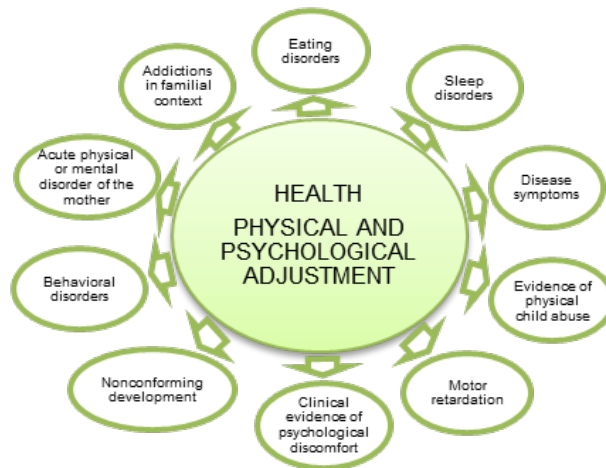 Eating
disorders
Sleep
disorders
Disease
symptoms
Evidence of
physical
child abuse
Motor
retardation
Clinical
evidence of
psychological
discomfort
Nonconforming
development
Behavioral
disorders
Acute physical
or mental
disorder of the
mother
Addictions
in familial
context
HEALTH
PHYSICAL AND
PSYCHOLOGICAL
ADJUSTMENT